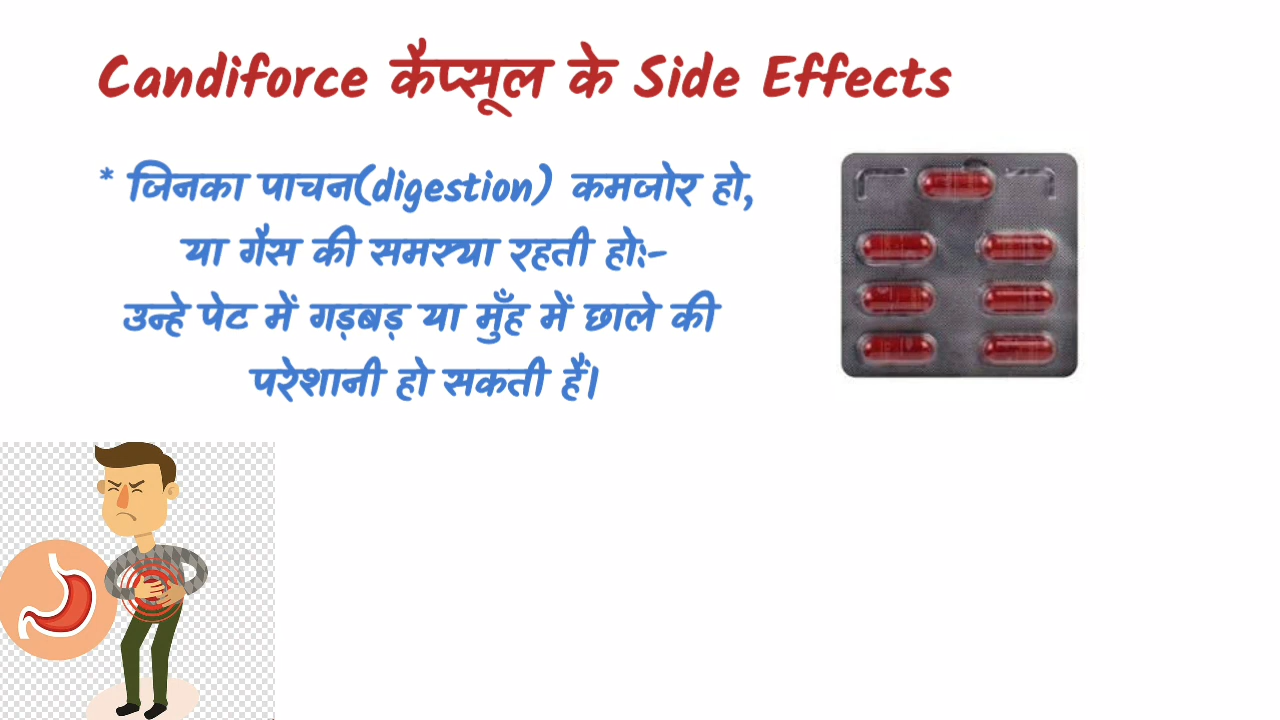 Candiforce कैप्सूल के Side Effects
* जिनका पाचन(digestion) कमजोर हो,
या गैस की समस्या रहती हो:-
उन्हे पेट में गड़बड़ या मुँह में छाले की
परेशानी हो सकती हैं।